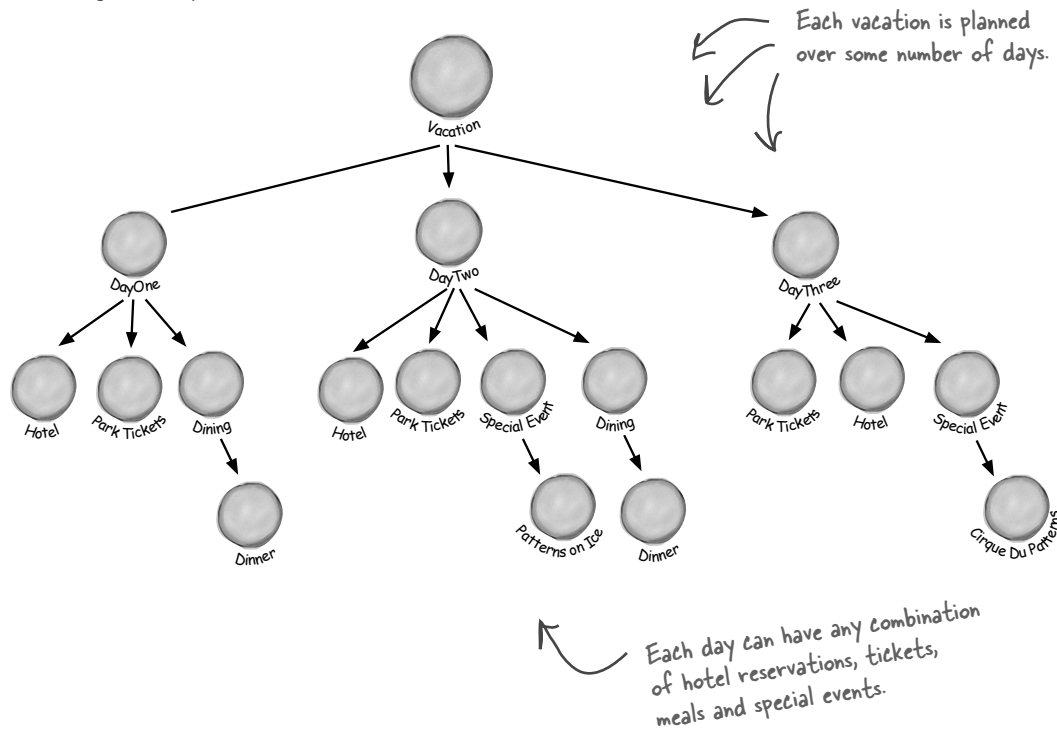 Each vacation is planned
over some number of days.
Vacation
DayOne
DayTwo
DayThree
Hotel
Park Tickets
Dining
Hotel
Park Tickets
Special Event
Dining
Park Tickets
Hotel
Special Event
Dinner
Patterns on Ice
Dinner
Cirque Du Patterns
Each day can have any combination
of hotel reservations, tickets,
meals and special events.